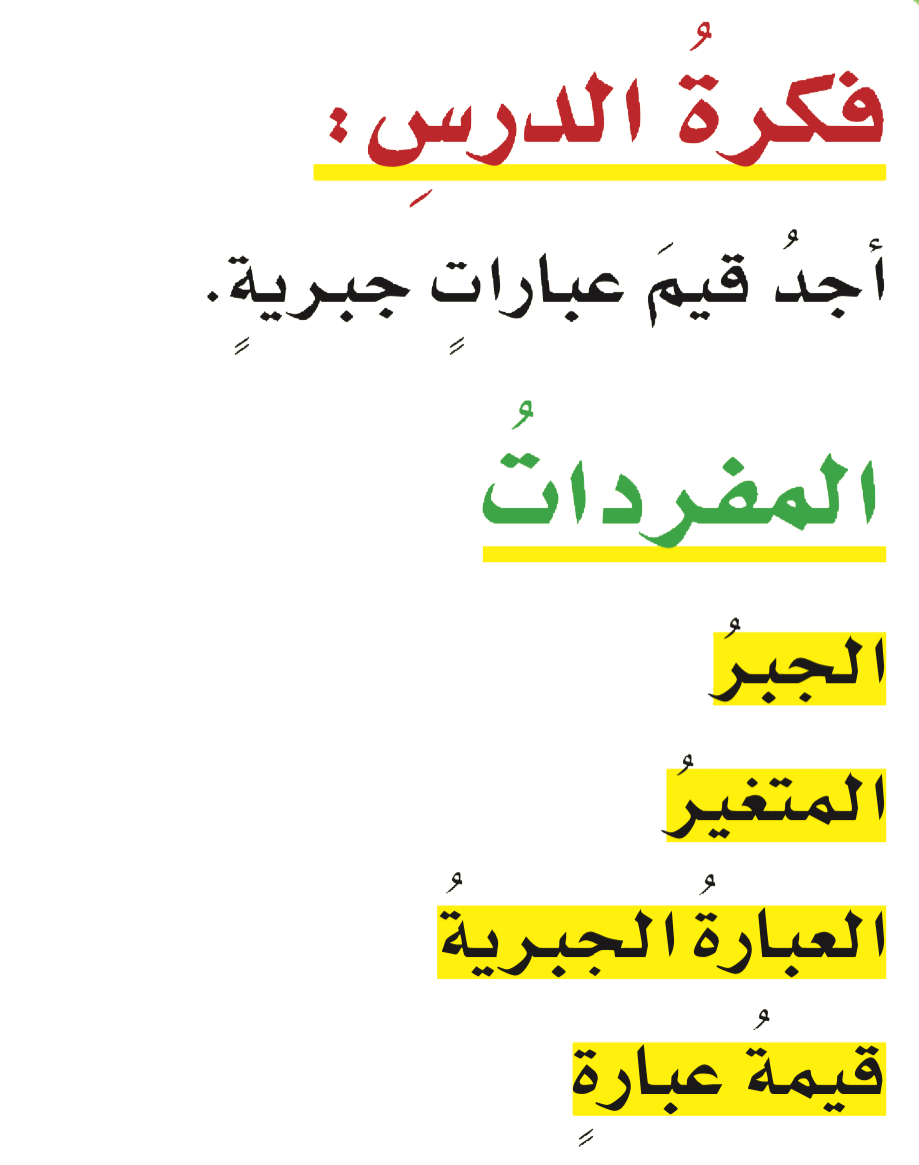 فكرةُ الدرسِ:
أجدُ قيمَ عباراتٍ جبريةٍ.
المفرداتُ
الجبرُ
المتغيرُ
العبارةُ الجبريةُ
قيمةُ عبارةٍ